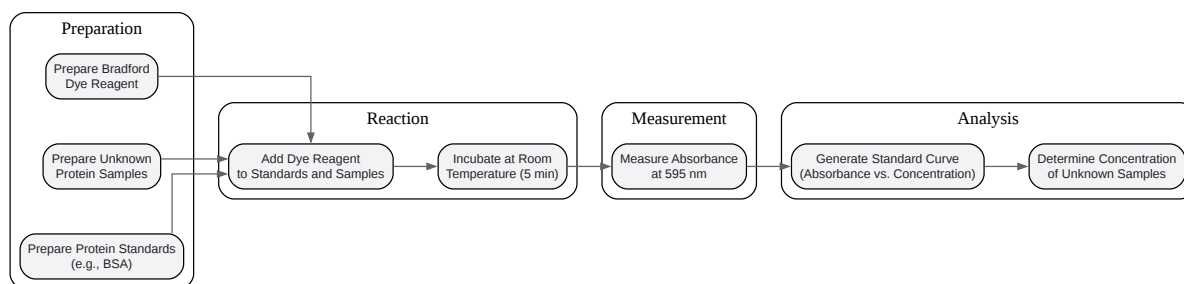 Preparation
Prepare Bradford
Dye Reagent
Prepare Unknown
Protein Samples
Prepare Protein Standards
(e.g., BSA)
Reaction
Add Dye Reagent
to Standards and Samples
Incubate at Room
Temperature (5 min)
Measurement
Measure Absorbance
at 595 nm
Analysis
Generate Standard Curve
(Absorbance vs. Concentration)
Determine Concentration
of Unknown Samples